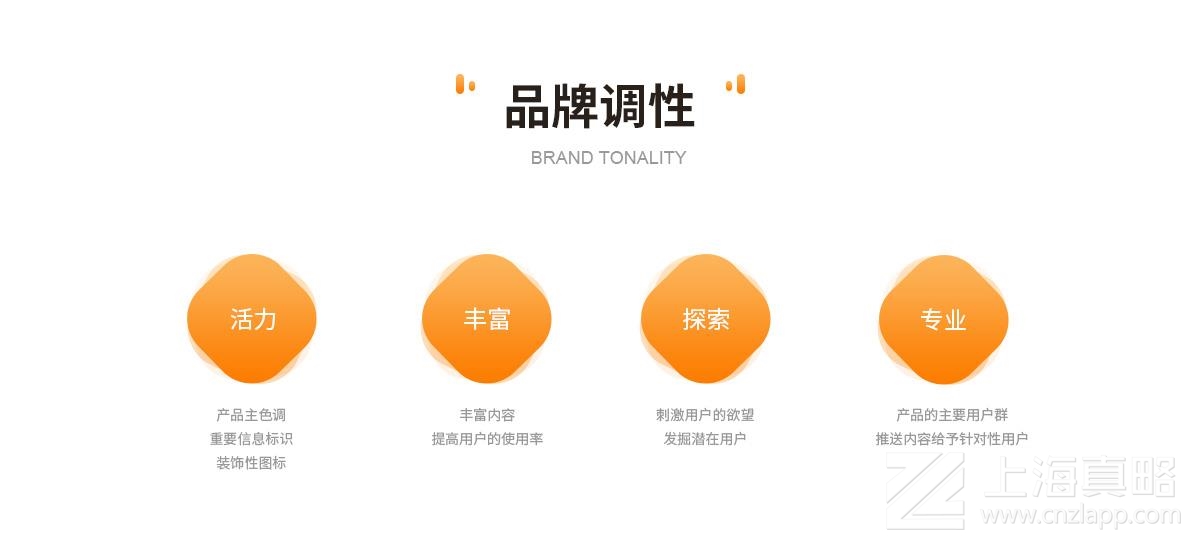 品牌调性
BRAND TONALITY
活力
产品主色调
重要信息标识
装饰性图标
丰富
丰富内容
提高用户的使用率
探索
刺激用户的欲望
发掘潜在用户
专业
产品的主要用户群
推送内容给予针对性用户
上海真略
www.cnzlapp.com